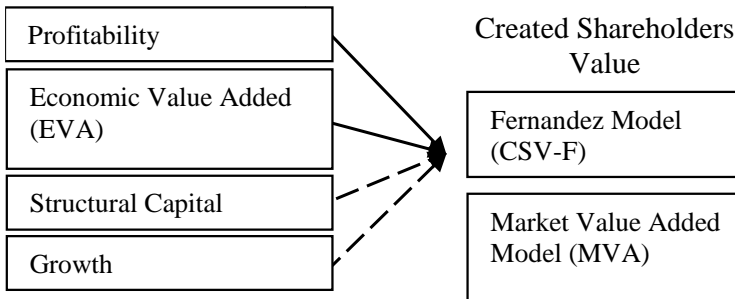 Profitability
Economic Value Added
(EVA)
Structural Capital
Growth
Created Shareholders
Value
Fernandez Model
(CSV-F)
Market Value Added
Model (MVA)